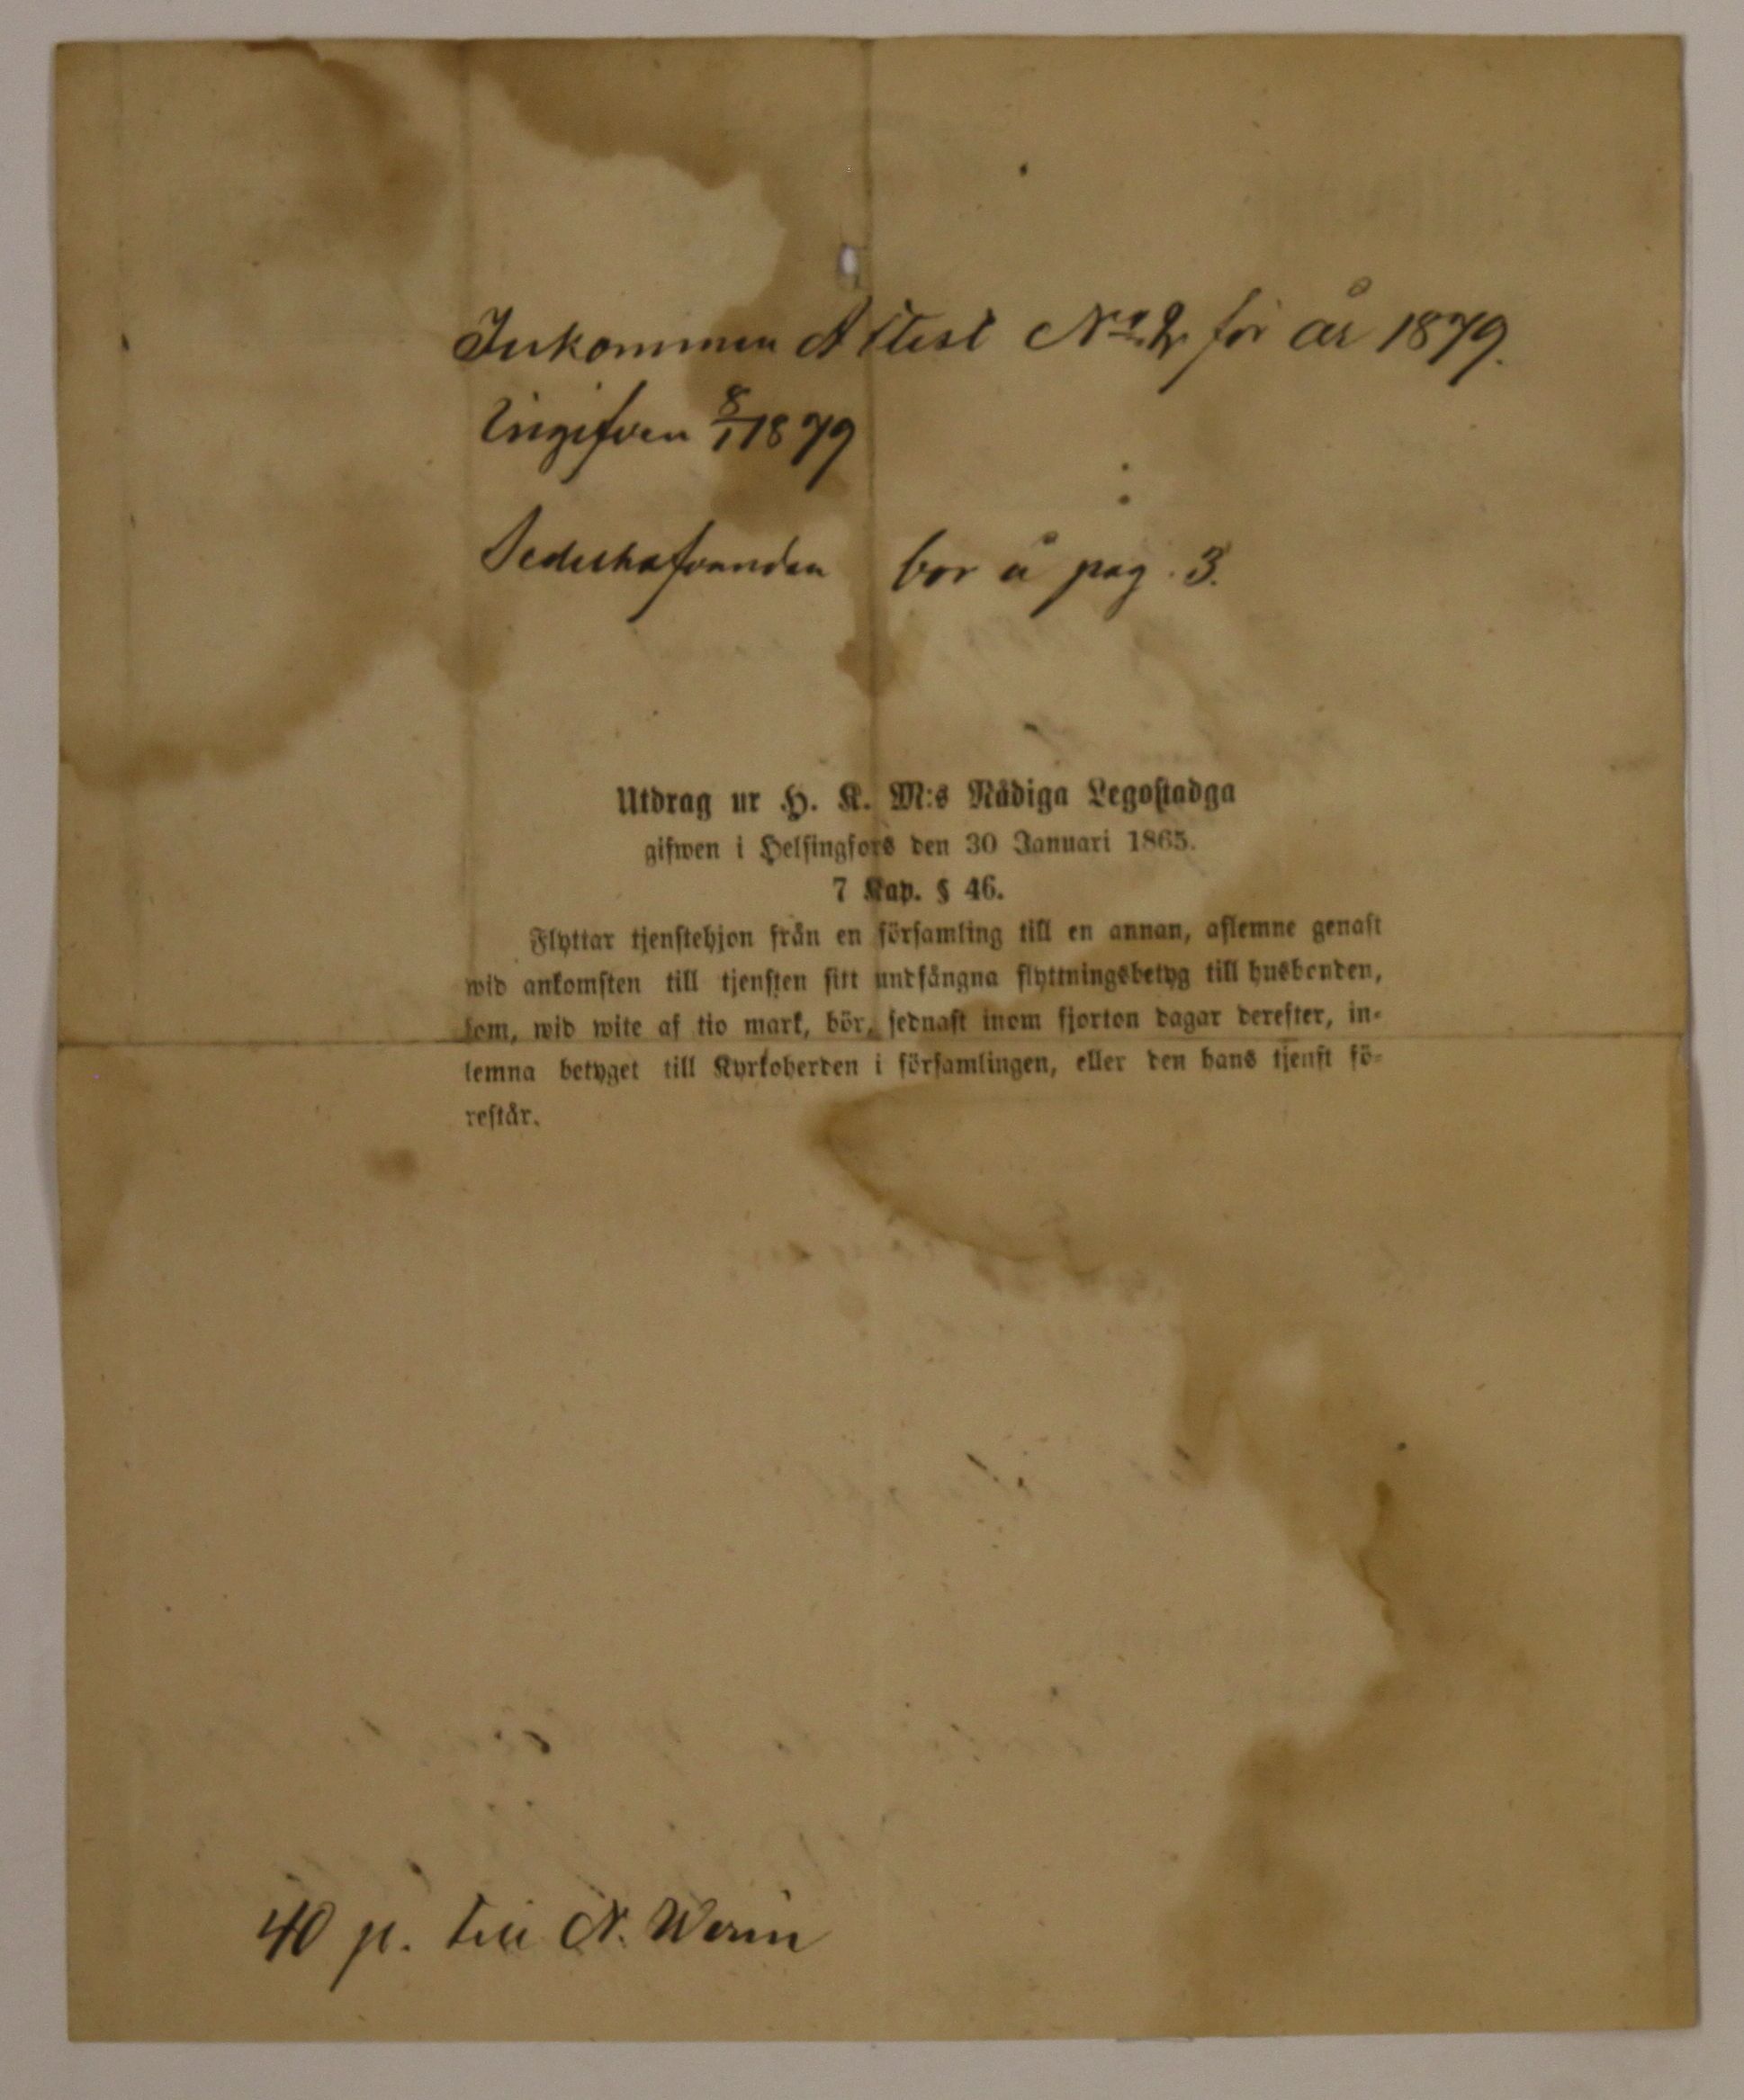 Inkommen Attest No 2 för år 1879.
Ingifven 8/1 1879
Dedeshafvanden bor å pag. 3.
Utdrag ur H. K. M:s Nådiga Legostadga
gifwen i Helsingfors den 30 Januari 1865.
7 Kap. § 46.
Flyttar tjenstehjon från en församling till en annan, aflemne genast
wid ankomsten till tjensten sitt undfångna flyttningsbetyg till husbonden,
som, wid wite af tio mark, bör, sednast inom fjorton dagar derefter, in-
lemna betyget till Kyrkoherden i församlingen, eller den hans tjenst fö-
restår.
40 p. till N. Werin